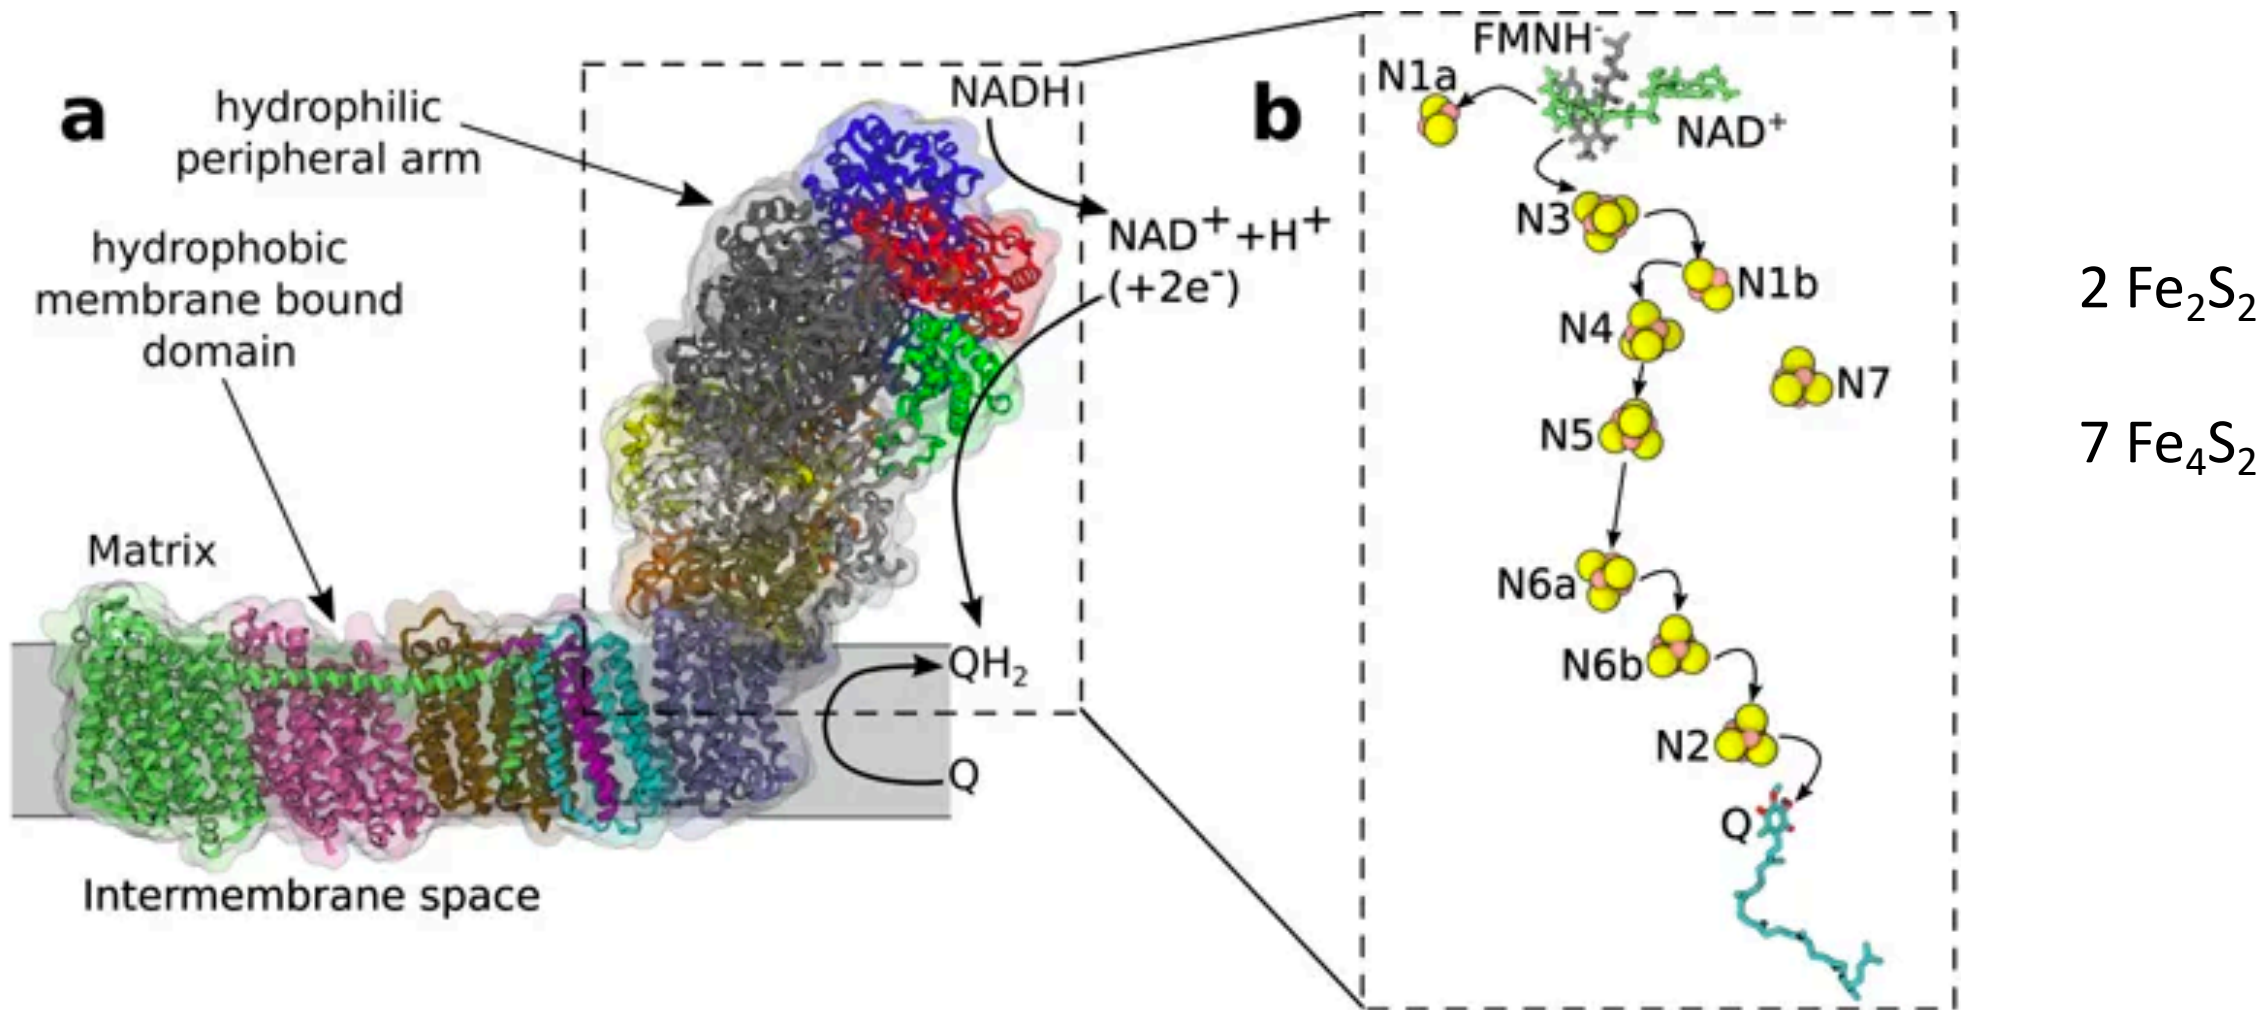 a
hydrophilic
peripheral arm
hydrophobic
membrane bound
domain
Matrix
Intermembrane space
NADH
NAD⁺+H⁺
(+2e⁻)
QH₂
Q
b
FMNH⁻
N1a
NAD⁺
N3
N1b
N4
N7
N5
N6a
N6b
N2
Q
2 Fe₂S₂
7 Fe₄S₂